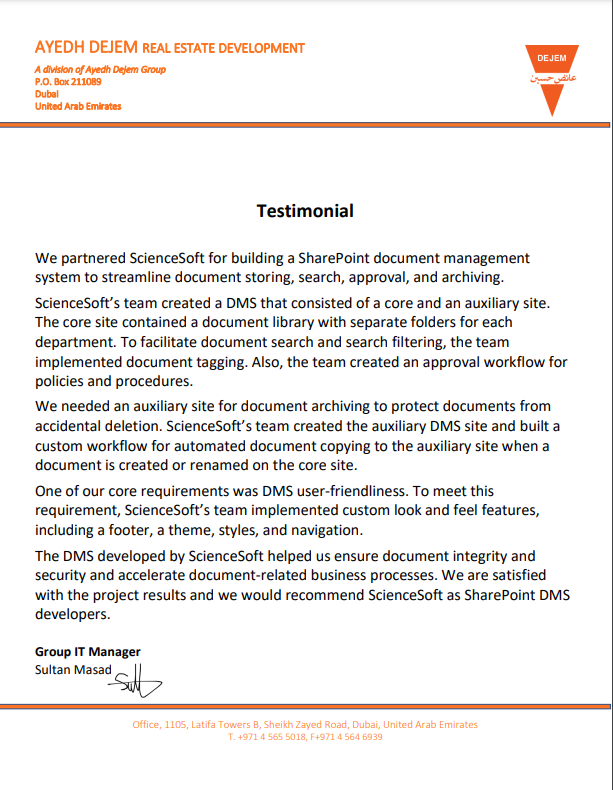 AYEDH DEJEM REAL ESTATE DEVELOPMENT
A division of Ayedh Dejem Group
P.O. Box 211089
Dubai
United Arab Emirates
DEJEM
عائض حسين
Testimonial
We partnered ScienceSoft for building a SharePoint document management
system to streamline document storing, search, approval, and archiving.
ScienceSoft's team created a DMS that consisted of a core and an auxiliary site.
The core site contained a document library with separate folders for each
department. To facilitate document search and search filtering, the team
implemented document tagging. Also, the team created an approval workflow for
policies and procedures.
We needed an auxiliary site for document archiving to protect documents from
accidental deletion. ScienceSoft's team created the auxiliary DMS site and built a
custom workflow for automated document copying to the auxiliary site when a
document is created or renamed on the core site.
One of our core requirements was DMS user-friendliness. To meet this
requirement, ScienceSoft's team implemented custom look and feel features,
including a footer, a theme, styles, and navigation.
The DMS developed by ScienceSoft helped us ensure document integrity and
security and accelerate document-related business processes. We are satisfied
with the project results and we would recommend ScienceSoft as SharePoint DMS
developers.
Group IT Manager
Sultan Masad
Office, 1105, Latifa Towers B, Sheikh Zayed Road, Dubai, United Arab Emirates
T. +971 4 565 5018, F+971 4 564 6939